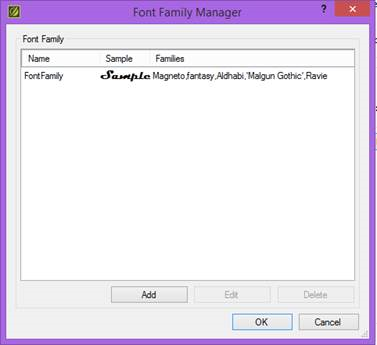 Font Family Manager
?
Font Family
Name Sample Families
FontFamily Sample Magneto,fantasy,Aldhabi,'Malgun Gothic',Ravie
Add Edit Delete
OK Cancel